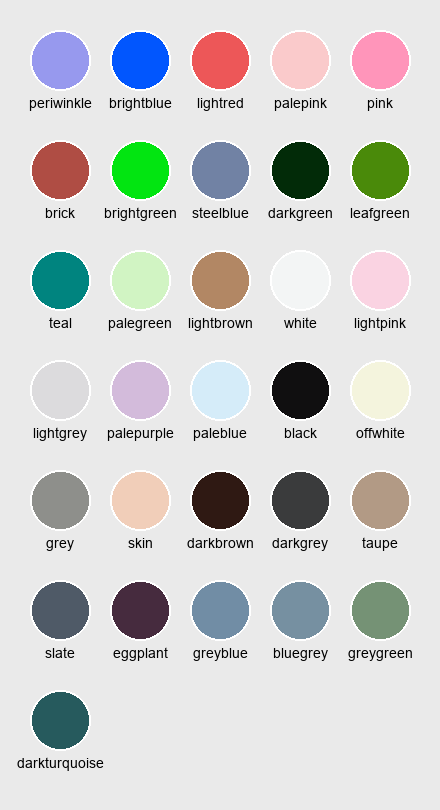 periwinkle brightblue lightred palepink pink
brick brightgreen steelblue darkgreen leafgreen
teal palegreen lightbrown white lightpink
lightgrey palepurple paleblue black offwhite
grey skin darkbrown darkgrey taupe
slate eggplant greyblue bluegrey greygreen
darkturquoise